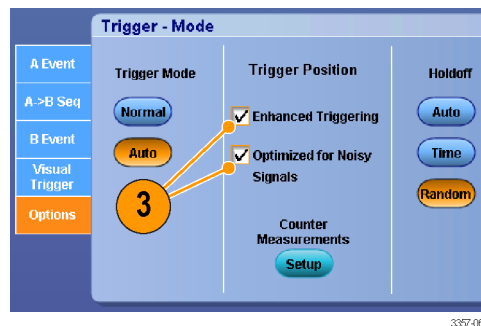 Trigger - Mode
A Event
A->B Seq
B Event
Visual
Trigger
Options
Trigger Mode
Normal
Auto
3
Trigger Position
Enhanced Triggering
Optimized for Noisy
Signals
Counter
Measurements
Setup
Holdoff
Auto
Time
Random